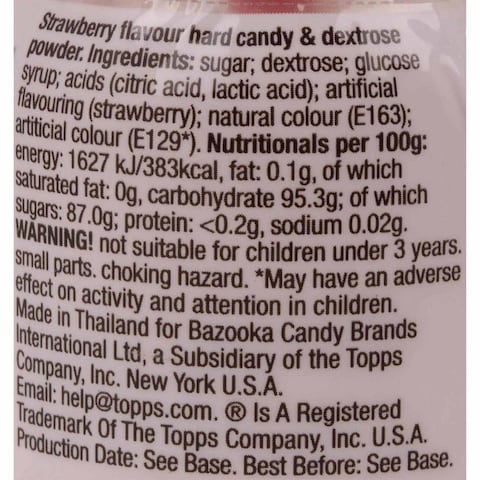 Strawberry flavour hard candy & dextrose
powder. Ingredients: sugar; dextrose; glucose
syrup; acids (citric acid, lactic acid); artificial
flavouring (strawberry); natural colour (E163);
artiticial colour (E129*). Nutritionals per 100g:
energy: 1627 kJ/383kcal, fat: 0.1g, of which
saturated fat: 0g, carbohydrate 95.3g; of which
sugars: 87.0g; protein: <0.2g, sodium 0.02g.
WARNING! not suitable for children under 3 years.
small parts. choking hazard. *May have an adverse
effect on activity and attention in children.
Made in Thailand for Bazooka Candy Brands
International Ltd, a Subsidiary of the Topps
Company, Inc. New York U.S.A.
Email: help@topps.com. ® Is A Registered
Trademark Of The Topps Company, Inc. U.S.A.
Production Date: See Base. Best Before: See Base.